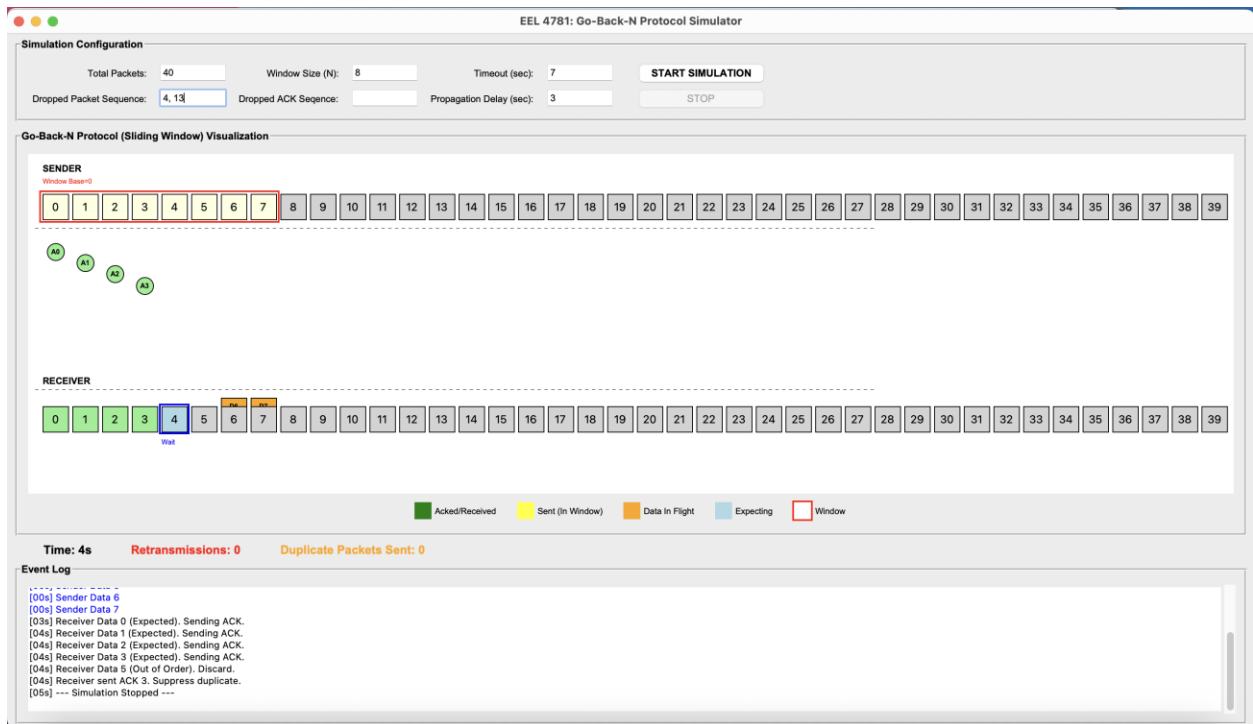 EEL 4781: Go-Back-N Protocol Simulator
Simulation Configuration
Total Packets: 40 Window Size (N): 8 Timeout (sec): 7 START SIMULATION
Dropped Packet Sequence: 4, 13 Dropped ACK Seqence: Propagation Delay (sec): 3 STOP
Go-Back-N Protocol (Sliding Window) Visualization
SENDER
Window Base=0
0 1 2 3 4 5 6 7 8 9 10 11 12 13 14 15 16 17 18 19 20 21 22 23 24 25 26 27 28 29 30 31 32 33 34 35 36 37 38 39
A0
A1
A2
A3
RECEIVER
0 1 2 3 4 5 6 7 8 9 10 11 12 13 14 15 16 17 18 19 20 21 22 23 24 25 26 27 28 29 30 31 32 33 34 35 36 37 38 39
Wait
Acked/Received Sent (In Window) Data In Flight Expecting Window
Time: 4s Retransmissions: 0 Duplicate Packets Sent: 0
Event Log
[00s] Sender Data 6
[00s] Sender Data 7
[03s] Receiver Data 0 (Expected). Sending ACK.
[04s] Receiver Data 1 (Expected). Sending ACK.
[04s] Receiver Data 2 (Expected). Sending ACK.
[04s] Receiver Data 3 (Expected). Sending ACK.
[04s] Receiver Data 5 (Out of Order). Discard.
[04s] Receiver sent ACK 3. Suppress duplicate.
[05s] --- Simulation Stopped ---